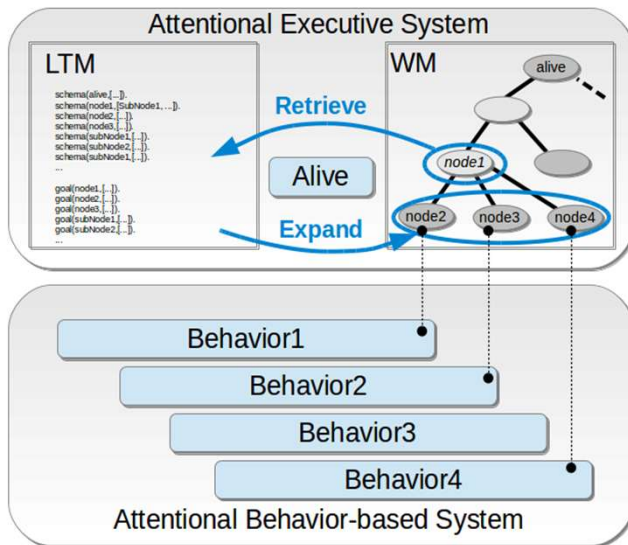 Attentional Executive System
LTM
schema(alive,[...]).
schema(node1,[SubNode1, ...]).
schema(node2,[...]).
schema(node3,[...]).
schema(subNode1,[...]).
schema(subNode2,[...]).
schema(subNode1,[...]).
...
goal(node1,[...]).
goal(node2,[...]).
goal(node3,[...]).
goal(subNode1,[...]).
goal(subNode2,[...]).
...
Retrieve
Alive
Expand
WM
alive
node1
node2
node3
node4
Behavior1
Behavior2
Behavior3
Behavior4
Attentional Behavior-based System